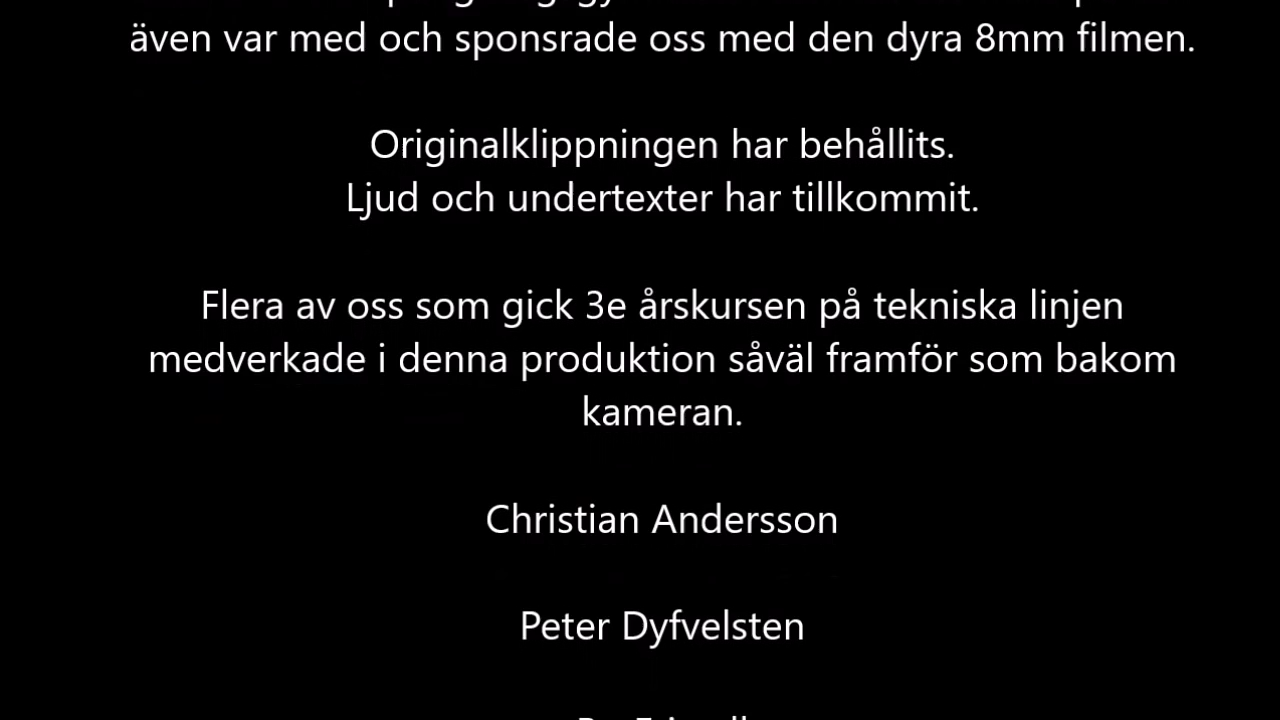 även var med och sponsrade oss med den dyra 8mm filmen.
Originalklippningen har behållits.
Ljud och undertexter har tillkommit.
Flera av oss som gick 3e årskursen på tekniska linjen
medverkade i denna produktion såväl framför som bakom
kameran.
Christian Andersson
Peter Dyfvelsten